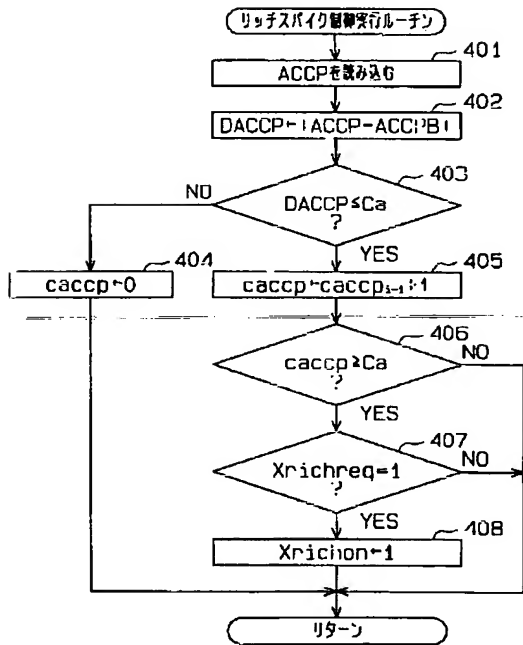 リッチスパイク制御実行ルーチン
401
ACCPを読み込む
402
DACCP←|ACCP-ACCPB|
403
NO
DACCP≦Ca
?
YES
404
405
caccp←0
caccp←caccpᵢ₋₁+1
406
caccp≧Ca
?
NO
YES
407
Xrichreq=1
?
NO
YES
408
Xrichon←1
リターン